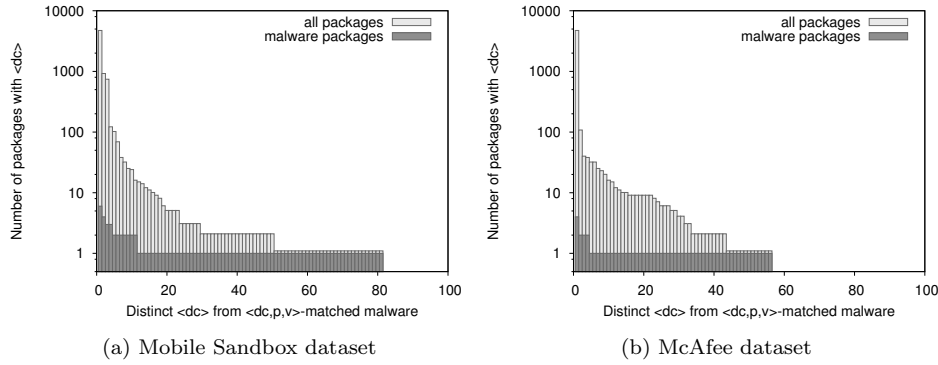 10000
1000
100
10
1
Number of packages with <dc>
all packages
malware packages
0 20 40 60 80 100
Distinct <dc> from <dc,p,v>-matched malware
(a) Mobile Sandbox dataset
10000
1000
100
10
1
Number of packages with <dc>
all packages
malware packages
0 20 40 60 80 100
Distinct <dc> from <dc,p,v>-matched malware
(b) McAfee dataset